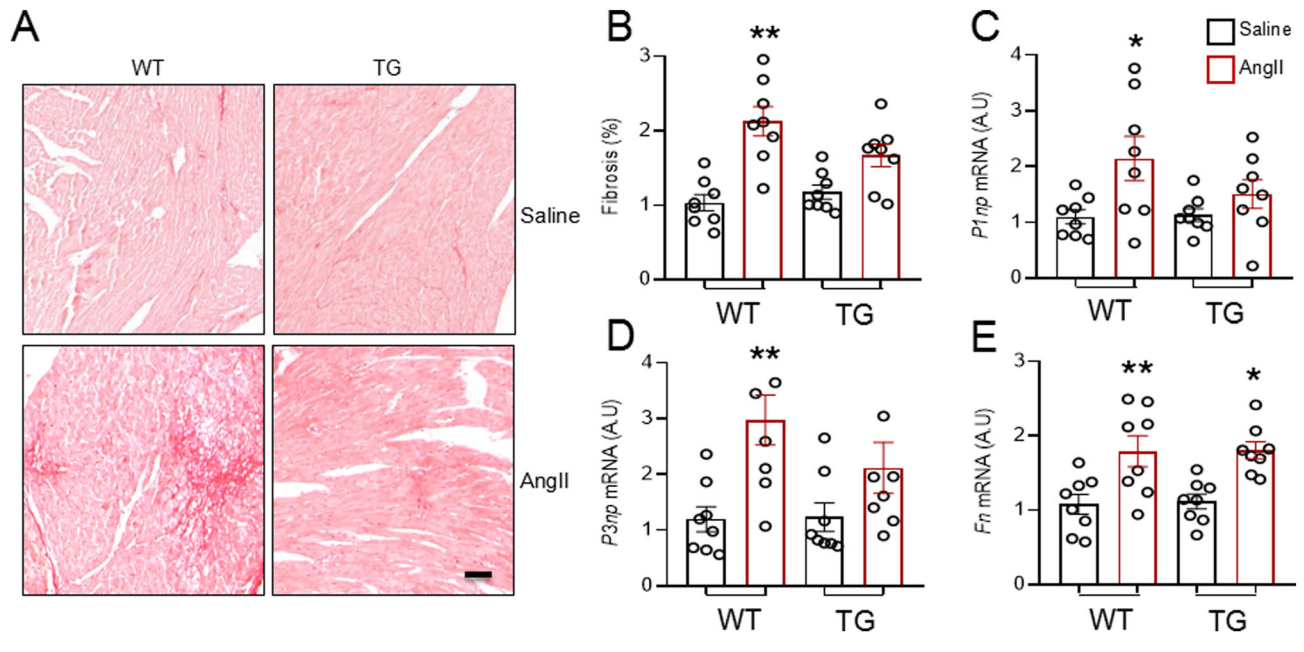 A
WT TG
Saline
AngII
B
**
3
2
1
0
Fibrosis (%)
WT TG
C
Saline
AngII
*
4
3
2
1
0
P1np mRNA (A.U)
WT TG
D
**
4
3
2
1
0
P3np mRNA (A.U)
WT TG
E
**
*
3
2
1
0
Fn mRNA (A.U)
WT TG